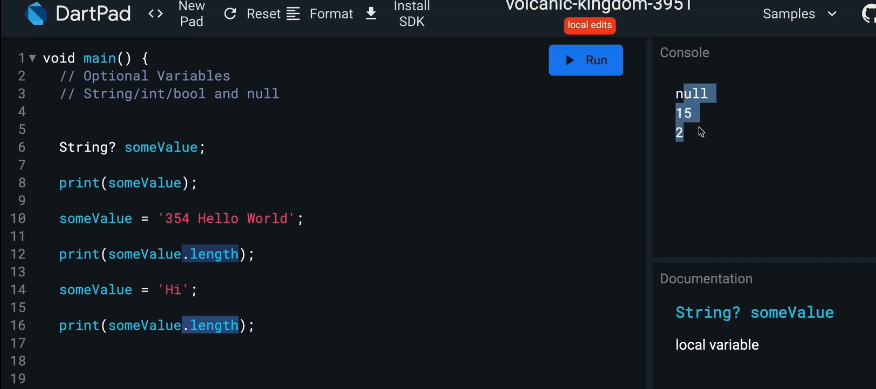 DartPad
<> New Pad
Reset
Format
Install SDK
volcanic-kingdom-3951
local edits
Samples
1 void main() {
2 // Optional Variables
3 // String/int/bool and null
4
5
6 String? someValue;
7
8 print(someValue);
9
10 someValue = '354 Hello World';
11
12 print(someValue.length);
13
14 someValue = 'Hi';
15
16 print(someValue.length);
17
18
19
Run
Console
null
15
2
Documentation
String? someValue
local variable